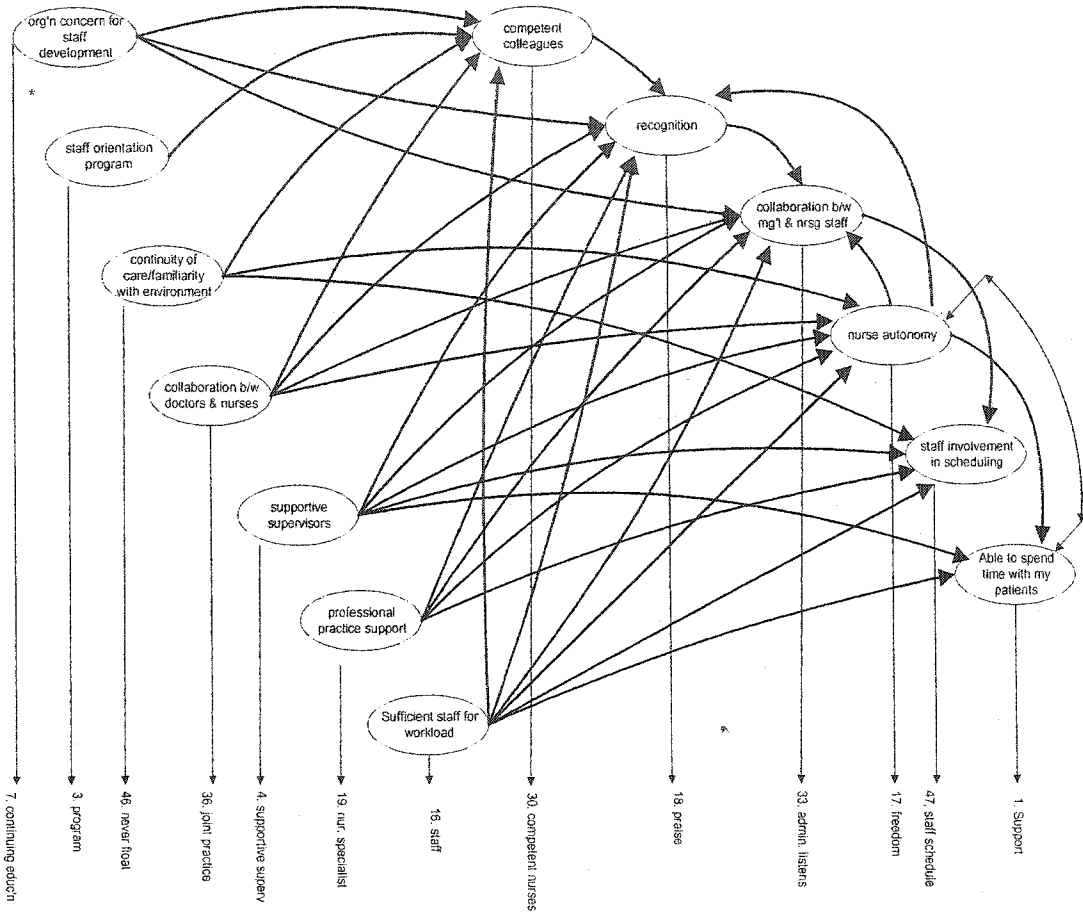 org'n concern for
staff
development
*
competent
colleagues
recognition
staff orientation
program
collaboration b/w
mg't & nrsg staff
continuity of
care/familiarity
with environment
nurse autonomy
collaboration b/w
doctors & nurses
staff involvement
in scheduling
supportive
supervisors
Able to spend
time with my
patients
professional
practice support
Sufficient staff for
workload
7. continuing educ'n
3. program
46. never float
36. joint practice
4. supportive superv
19. nur. specialist
16. staff
30. competent nurses
18. praise
33. admin. listens
17. freedom
47. staff schedule
1. Support